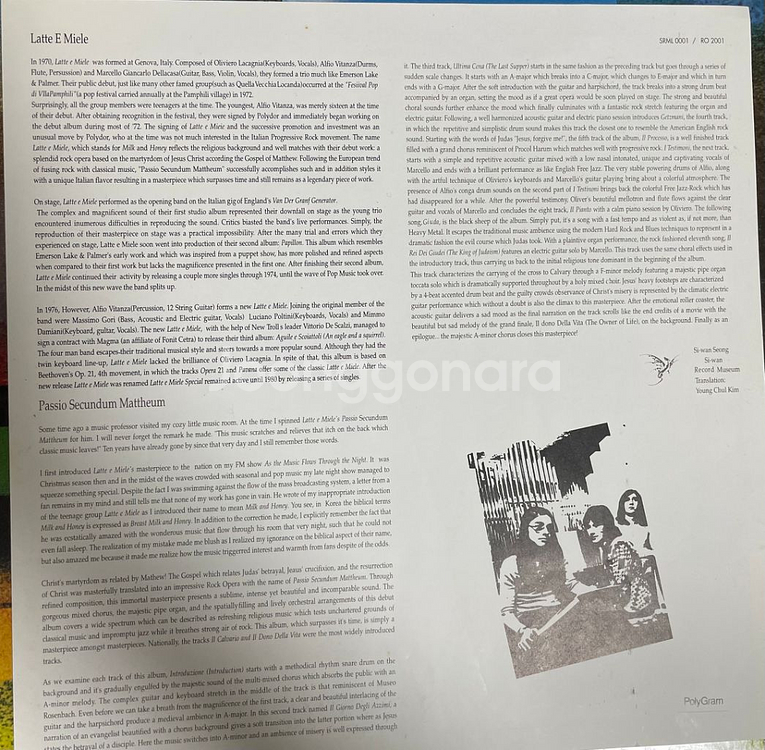 Latte E Miele
SRML 0001 / RO 2001
In 1970, Latte e Miele was formed at Genova, Italy. Composed of Oliviero Lacagnia(Keyboards, Vocals), Alfio Vitanza(Durms,
Flute, Persussion) and Marcello Giancarlo Dellacasa(Guitar, Bass, Violin, Vocals), they formed a trio much like Emerson Lake
& Palmer. Their public debut, just like many other famed group(such as Quella Vecchia Locanda)occurred at the "Festival Pop
di VIlaPamphili"(a pop festival carried annually at the Pamphili village) in 1972.
Surprisingly, all the group members were teenagers at the time. The youngest, Alfio Vitanza, was merely sixteen at the time
of their debut. After obtaining recognition in the festival, they were signed by Polydor and immediately began working on
the debut album during most of '72. The signing of Latte e Miele and the successive promotion and investment was an
unusual move by Polydor, who at the time was not much interested in the Italian Progressive Rock movement. The name
Latte e Miele, which stands for Milk and Honey reflects the religious background and well matches with their debut work: a
splendid rock opera based on the martyrdom of Jesus Christ according the Gospel of Matthew. Following the European trend
of fusing rock with classical music, "Passio Secundum Mattheum" successfully accomplishes such and in addition styles it
with a unique Italian flavor resulting in a masterpiece which surpasses time and still remains as a legendary piece of work.
On stage, Latte e Miele performed as the opening band on the Italian gig of England's Van Der Graaf Generator.
The complex and magnificent sound of their first studio album represented their downfall on stage as the young trio
encountered inumerous difficulties in reproducing the sound. Critics blasted the band's live performances. Simply, the
reproduction of their masterpiece on stage was a practical impossibility. After the many trial and errors which they
experienced on stage, Latte e Miele soon went into production of their second album: Papillon. This album which resembles
Emerson Lake & Palmer's early work and which was inspired from a puppet show, has more polished and refined aspects
when compared to their first work but lacks the magnificence presented in the first one. After finishing their second album,
Latte e Miele continued their activity by releasing a couple more singles through 1974, until the wave of Pop Music took over.
In the midst of this new wave the band splits up.
In 1976, However, Alfio Vitanza(Percussion, 12 String Guitar) forms a new Latte e Miele. Joining the original member of the
band were Massimo Gori (Bass, Acoustic and Electric guitar, Vocals) Luciano Poltini(Keyboards, Vocals) and Mimmo
Damiani(Keyboard, guitar, Vocals). The new Latte e Miele, with the help of New Troll's leader Vittorio De Scalzi, managed to
sign a contract with Magma (an affiliate of Fonit Cetra) to release their third album: Aguile e Scoiattoli (An eagle and a squirrel).
The four man band escapes their traditional musical style and steers towards a more popular sound. Although they had the
twin keyboard line-up, Latte e Miele lacked the brilliance of Oliviero Lacagnia. In spite of that, this album is based on
Beethoven's Op. 21, 4th movement, in which the tracks Opera 21 and Pavana offer some of the classic Latte e Miele. After the
new release Latte e Miele was renamed Latte e Miele Special remained active until 1980 by releasing a series of singles.
Passio Secundum Mattheum
Some time ago a music professor visited my cozy little music room. At the time I spinned Latte e Miele's Passio Secundum
Mattheum for him. I will never forget the remark he made. "This music scratches and relieves that itch on the back which
classic music leaves!" Ten years have already gone by since that very day and I still remember those words.
I first introduced Latte e Miele's masterpiece to the nation on my FM show As the Music Flows Through the Night. It was
Christmas season then and in the midst of the waves crowded with seasonal and pop music my late night show managed to
squeeze something special. Despite the fact I was swimming against the flow of the mass broadcasting system, a letter from a
fan remains in my mind and still tells me that none of my work has gone in vain. He wrote of my inappropriate introduction
of the teenage group Latte e Miele as I introduced their name to mean Milk and Honey. You see, in Korea the biblical terms
Milk and Honey is expressed as Breast Milk and Honey. In addition to the correction he made, I explicitly remember the fact that
he was ecstatically amazed with the wonderous music that flow through his room that very night, such that he could not
even fall asleep. The realization of my mistake made me blush as I realized my ignorance on the biblical aspect of their name,
but also amazed me because it made me realize how the music triggered interest and warmth from fans despite of the odds.
Christ's martyrdom as related by Mathew! The Gospel which relates Judas' betrayal, Jesus' crucifixion, and the resurrection
of Christ was masterfully translated into an impressive Rock Opera with the name of Passio Secundum Mattheum. Through
refined composition, this immortal masterpiece presents a sublime, intense yet beautiful and incomparable sound. The
gorgeous mixed chorus, the majestic pipe organ, and the spatially filling and lively orchestral arrangements of this debut
album covers a wide spectrum which can be described as refreshing religious music which tests unchartered grounds of
classical music and impromptu jazz while it breathes strong air of rock. This album, which surpasses it's time, is simply a
masterpiece amongst masterpieces. Nationally, the tracks Il Calvario and Il Dono Della Vita were the most widely introduced
tracks.
As we examine each track of this album, Introduzione (Introduction) starts with a methodical rhythm snare drum on the
background and it's gradually engulfed by the majestic sound of the multi mixed chorus which absorbs the public with an
A-minor melody. The complex guitar and keyboard stretch in the middle of the track is that reminiscent of Museo
Rosenbach. Even before we can take a breath from the magnificence of the first track, a clear and beautiful interlacing of the
guitar and the harpsichord produce a medieval ambience in A-major. In this second track named Il Giorno Degli Azzimi, a
narration of an evangelist beautified with a chorus background gives a soft transition into the latter portion where as Jesus
states the betrayal of a disciple. Here the music switches into A-minor and an ambience of misery is well expressed through
it. The third track, Ultima Cena (The Last Supper) starts in the same fashion as the preceding track but goes through a series of
sudden scale changes. It starts with an A-major which breaks into a C-major, which changes to E-major and which in turn
ends with a G-major. After the soft introduction with the guitar and harpichord, the track breaks into a strong drum beat
accompanied by an organ, setting the mood as if a great opera would be soon played on stage. The strong and beautiful
choral sounds further enhance the mood which finally culminates with a fantastic rock stretch featuring the organ and
electric guitar. Following, a well harmonized acoustic guitar and electric piano session introduces Getzmani, the fourth track,
in which the repetitive and simplistic drum sound makes this track the closest one to resemble the American English rock
sound. Starting with the words of Judas "Jesus, forgive me!", the fifth track of the album, Il Processo, is a well finished track
filled with a grand chorus reminiscent of Procol Harum which matches well with progressive rock. I Testimoni, the next track,
starts with a simple and repetitive acoustic guitar mixed with a low nasal intonated, unique and captivating vocals of
Marcello and ends with a brilliant performance as like English Free Jazz. The very stable powering drums of Alfio, along
with the artful technique of Oliviero's keyboards and Marcello's guitar playing bring about a colorful atmosphere. The
presence of Alfio's conga drum sounds on the second part of I Testimoni brings back the colorful Free Jazz-Rock which has
had disappeared for a while. After the powerful testimony, Oliver's beautiful mellotron and flute flows against the clear
guitar and vocals of Marcello and concludes the eight track, Il Pianto with a calm piano session by Oliviero. The following
song, Giuda, is the black sheep of the album. Simply put, it's a song with a fast tempo and as violent as, if not more, than
Heavy Metal. It escapes the traditional music ambience using the modern Hard Rock and Blues techniques to represent in a
dramatic fashion the evil course which Judas took. With a plaintive organ performance, the rock fashioned eleventh song, Il
Rei Dei Giudei (The King of Judaism) features an electric guitar solo by Marcello. This track uses the same choral effects used in
the introductory track, thus carrying us back to the initial religious tone dominant in the beginning of the album.
This track characterizes the carrying of the cross to Calvary through a F-minor melody featuring a majestic pipe organ
toccata solo which is dramatically supported throughout by a holy mixed choir. Jesus' heavy footsteps are characterized
by a 4-beat accented drum beat and the guilty crowds observance of Christ's misery is represented by the climatic electric
guitar performance which without a doubt is also the climax to this masterpiece. After the emotional roller coaster, the
acoustic guitar delivers a sad mood as the final narration on the track scrolls like the end credits of a movie with the
beautiful but sad melody of the grand finale, Il dono Della Vita (The Owner of Life), on the background. Finally as an
epilogue... the majestic A-minor chorus closes this masterpiece!
Si-wan Seong
Si-wan
Record Museum
Translation:
Young Chul Kim
PolyGram